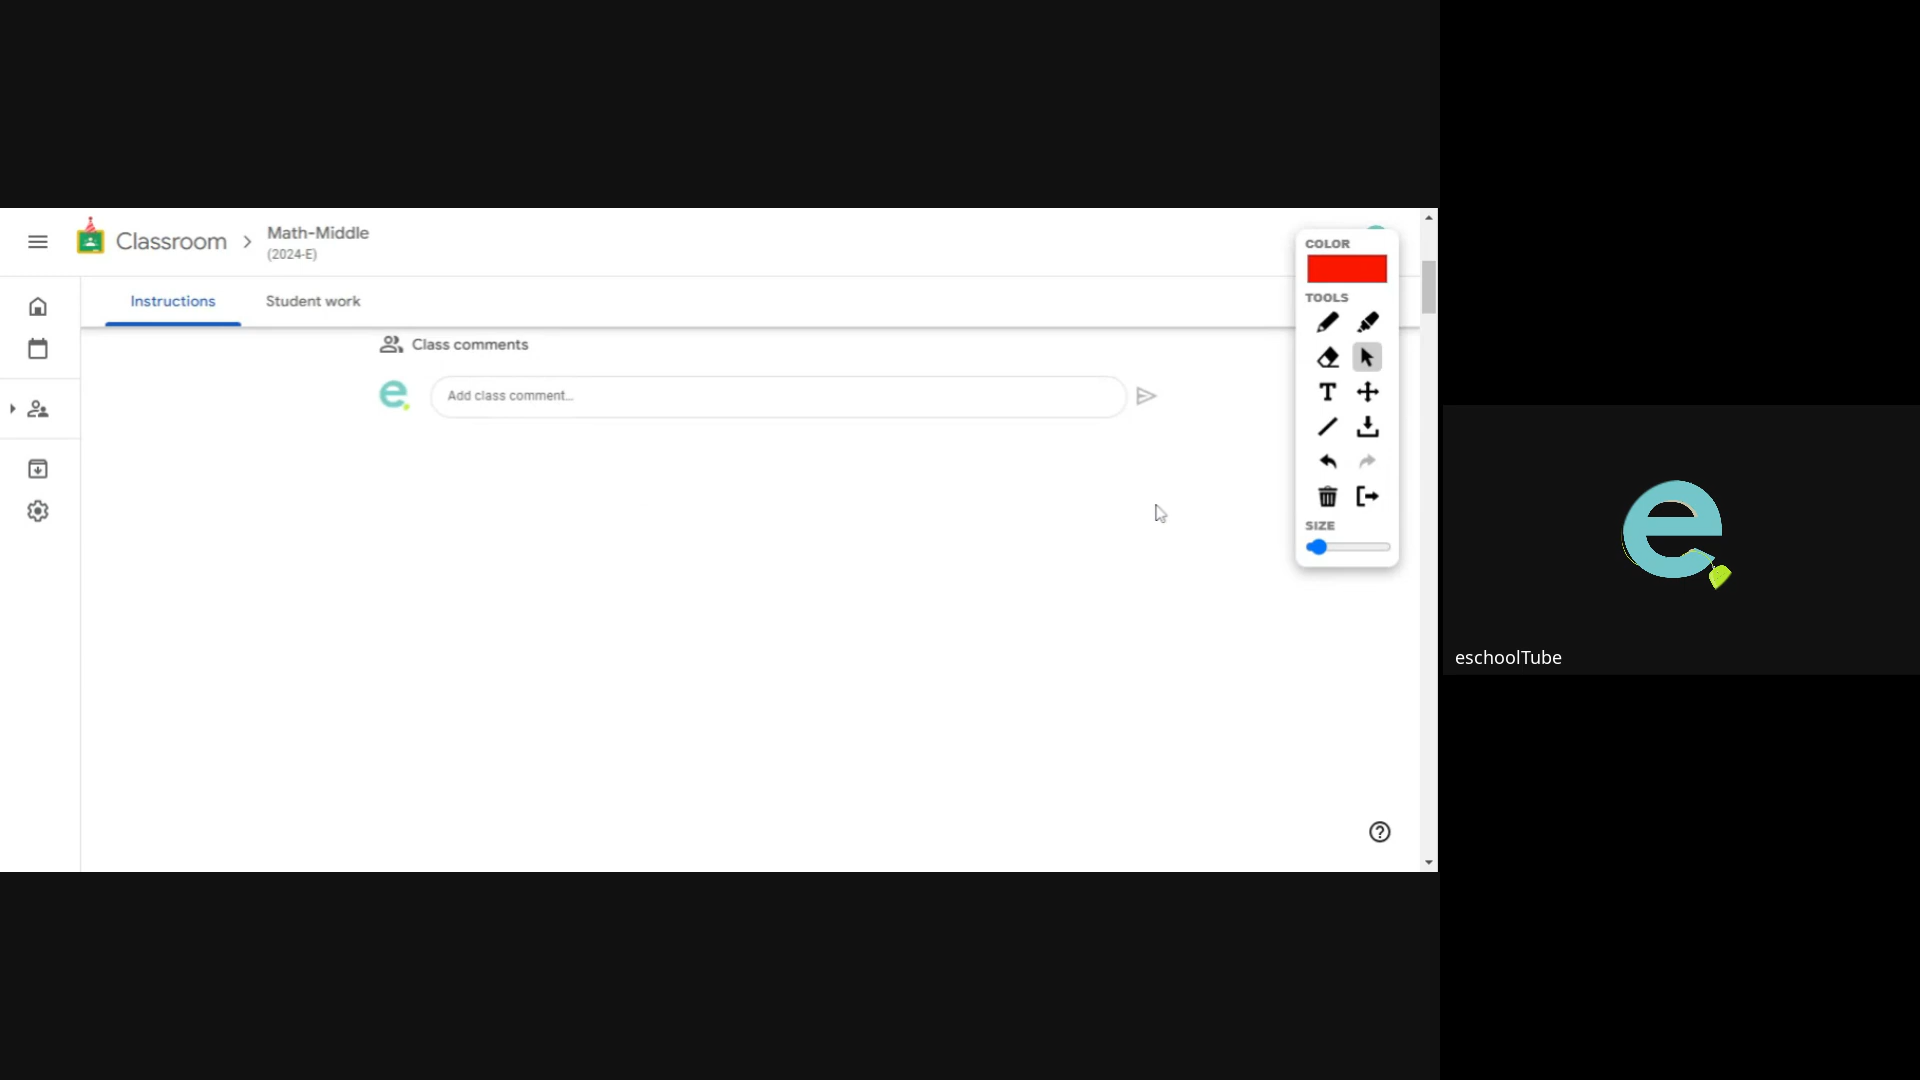 Classroom
Math-Middle
(2024-E)
Instructions
Student work
Class comments
Add class comment...
COLOR
TOOLS
T
SIZE
eschoolTube